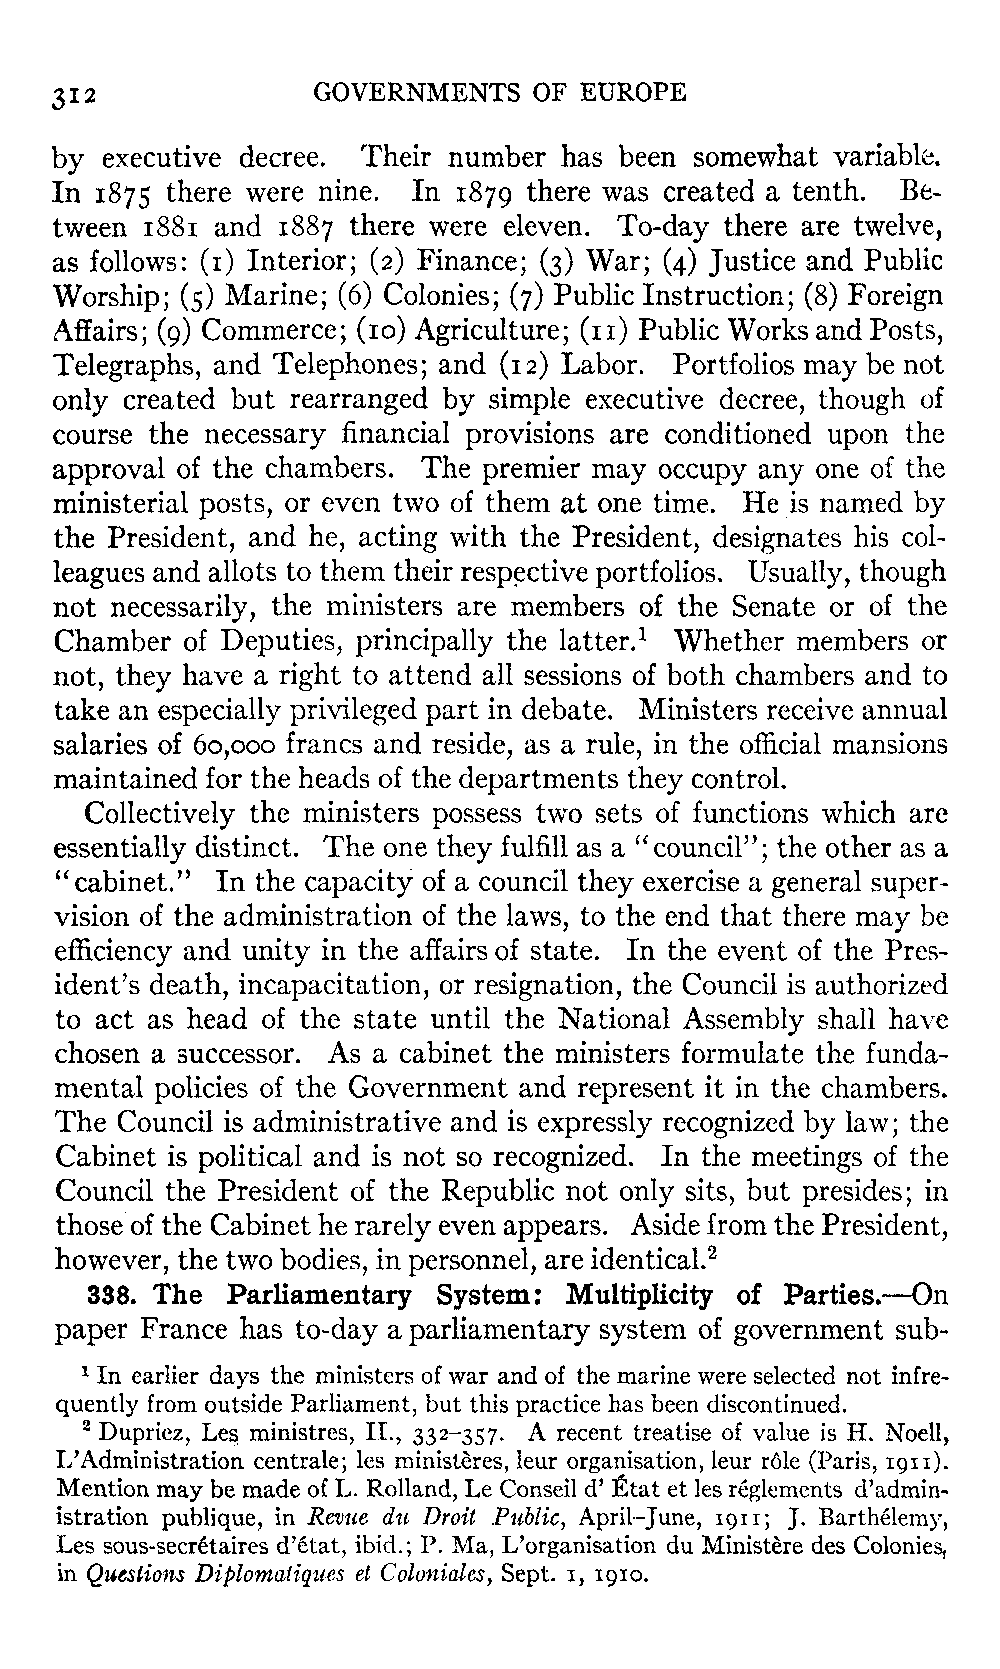 312 GOVERNMENTS OF EUROPE
by executive decree. Their number has been somewhat variable.
In 1875 there were nine. In 1879 there was created a tenth. Be-
tween 1881 and 1887 there were eleven. To-day there are twelve,
as follows: (1) Interior; (2) Finance; (3) War; (4) Justice and Public
Worship; (5) Marine; (6) Colonies; (7) Public Instruction; (8) Foreign
Affairs; (9) Commerce; (10) Agriculture; (11) Public Works and Posts,
Telegraphs, and Telephones; and (12) Labor. Portfolios may be not
only created but rearranged by simple executive decree, though of
course the necessary financial provisions are conditioned upon the
approval of the chambers. The premier may occupy any one of the
ministerial posts, or even two of them at one time. He is named by
the President, and he, acting with the President, designates his col-
leagues and allots to them their respective portfolios. Usually, though
not necessarily, the ministers are members of the Senate or of the
Chamber of Deputies, principally the latter.¹ Whether members or
not, they have a right to attend all sessions of both chambers and to
take an especially privileged part in debate. Ministers receive annual
salaries of 60,000 francs and reside, as a rule, in the official mansions
maintained for the heads of the departments they control.
Collectively the ministers possess two sets of functions which are
essentially distinct. The one they fulfill as a "council"; the other as a
"cabinet." In the capacity of a council they exercise a general super-
vision of the administration of the laws, to the end that there may be
efficiency and unity in the affairs of state. In the event of the Pres-
ident's death, incapacitation, or resignation, the Council is authorized
to act as head of the state until the National Assembly shall have
chosen a successor. As a cabinet the ministers formulate the funda-
mental policies of the Government and represent it in the chambers.
The Council is administrative and is expressly recognized by law; the
Cabinet is political and is not so recognized. In the meetings of the
Council the President of the Republic not only sits, but presides; in
those of the Cabinet he rarely even appears. Aside from the President,
however, the two bodies, in personnel, are identical.²
338. The Parliamentary System: Multiplicity of Parties.—On
paper France has to-day a parliamentary system of government sub-
¹ In earlier days the ministers of war and of the marine were selected not infre-
quently from outside Parliament, but this practice has been discontinued.
² Dupriez, Les ministres, II., 332–357. A recent treatise of value is H. Noell,
L'Administration centrale; les ministères, leur organisation, leur rôle (Paris, 1911).
Mention may be made of L. Rolland, Le Conseil d' État et les réglements d'admin-
istration publique, in Revue du Droit Public, April–June, 1911; J. Barthélemy,
Les sous-secrétaires d'état, ibid.; P. Ma, L'organisation du Ministère des Colonies,
in Questions Diplomatiques et Coloniales, Sept. 1, 1910.